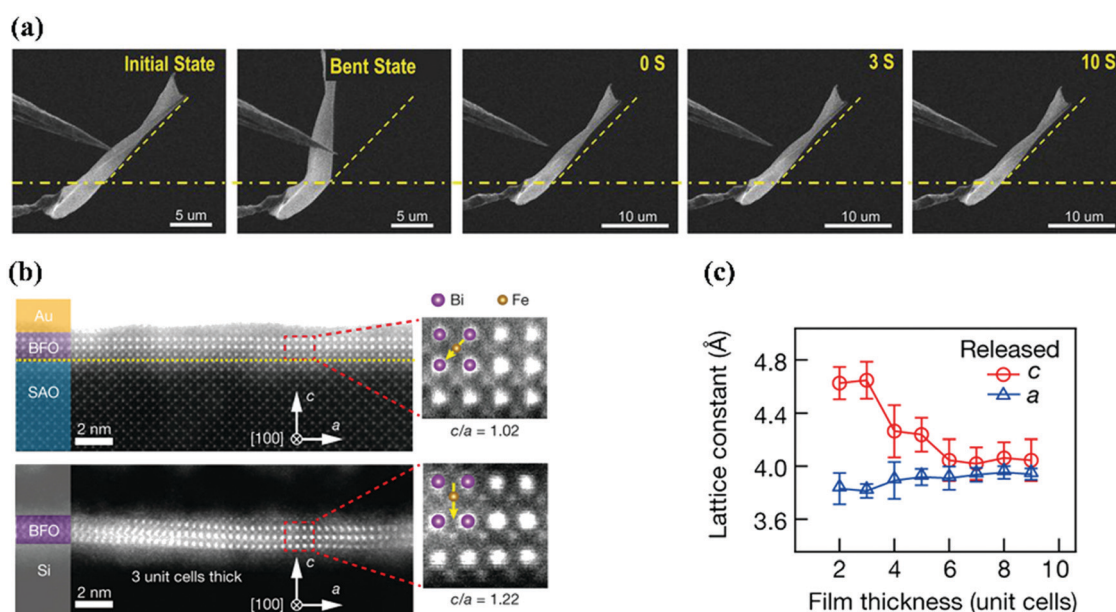 (a)
Initial State
Bent State
0 S
3 S
10 S
5 um
5 um
10 um
10 um
10 um
(b)
Au
BFO
SAO
2 nm
c
[100]
a
Bi
Fe
c/a = 1.02
BFO
Si
2 nm
3 unit cells thick
c
[100]
a
c/a = 1.22
(c)
Lattice constant (Å)
4.8
4.4
4.0
3.6
Released
c
a
2
4
6
8
10
Film thickness (unit cells)